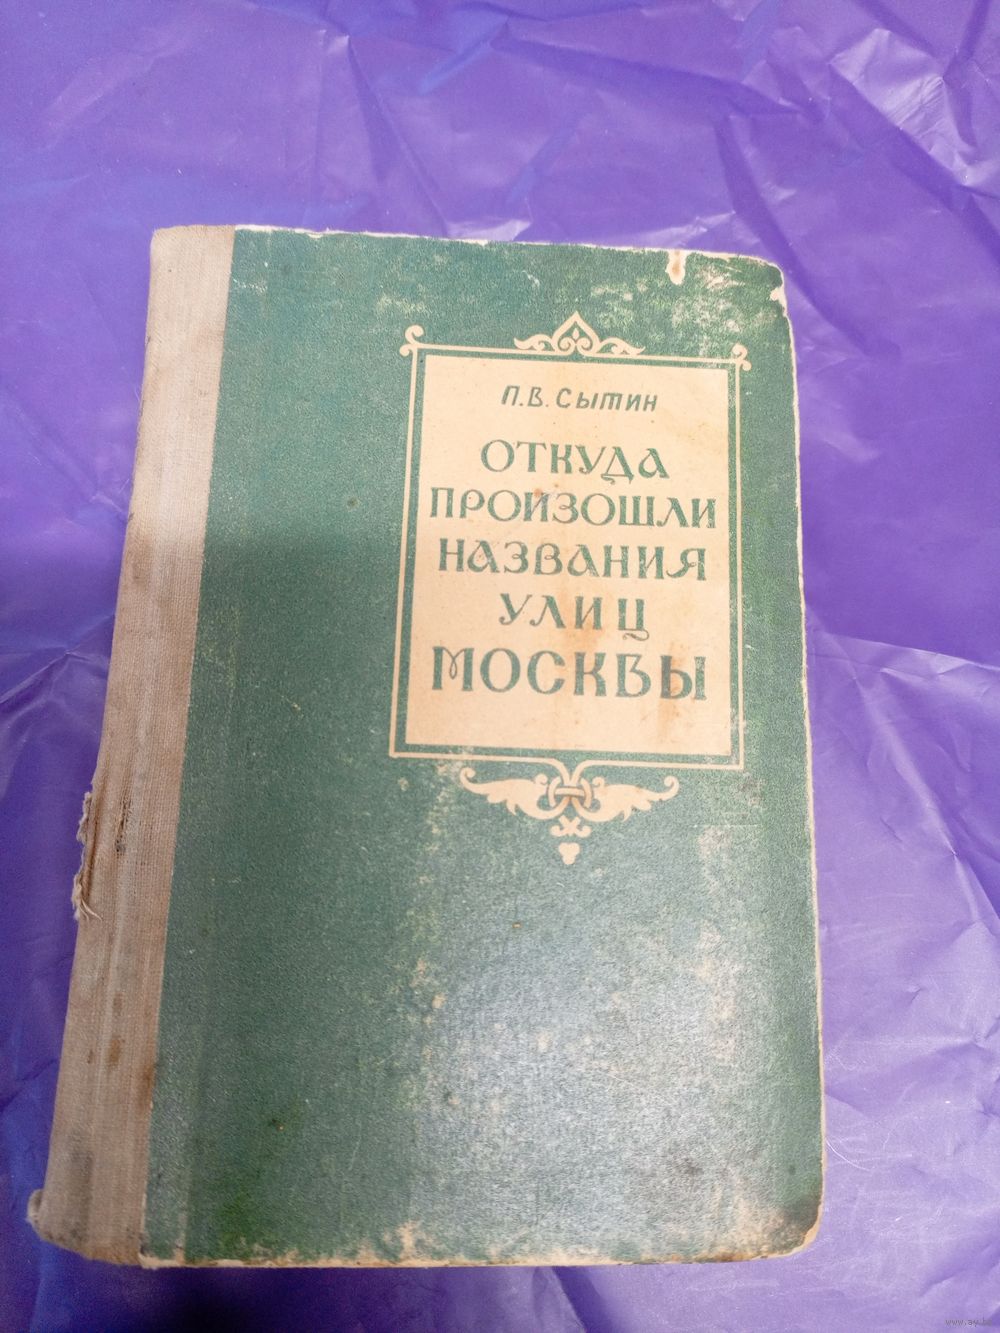 П.В. Сытин
ОТКУДА
ПРОИЗОШЛИ
НАЗВАНИЯ
УЛИЦ
МОСКВЫ